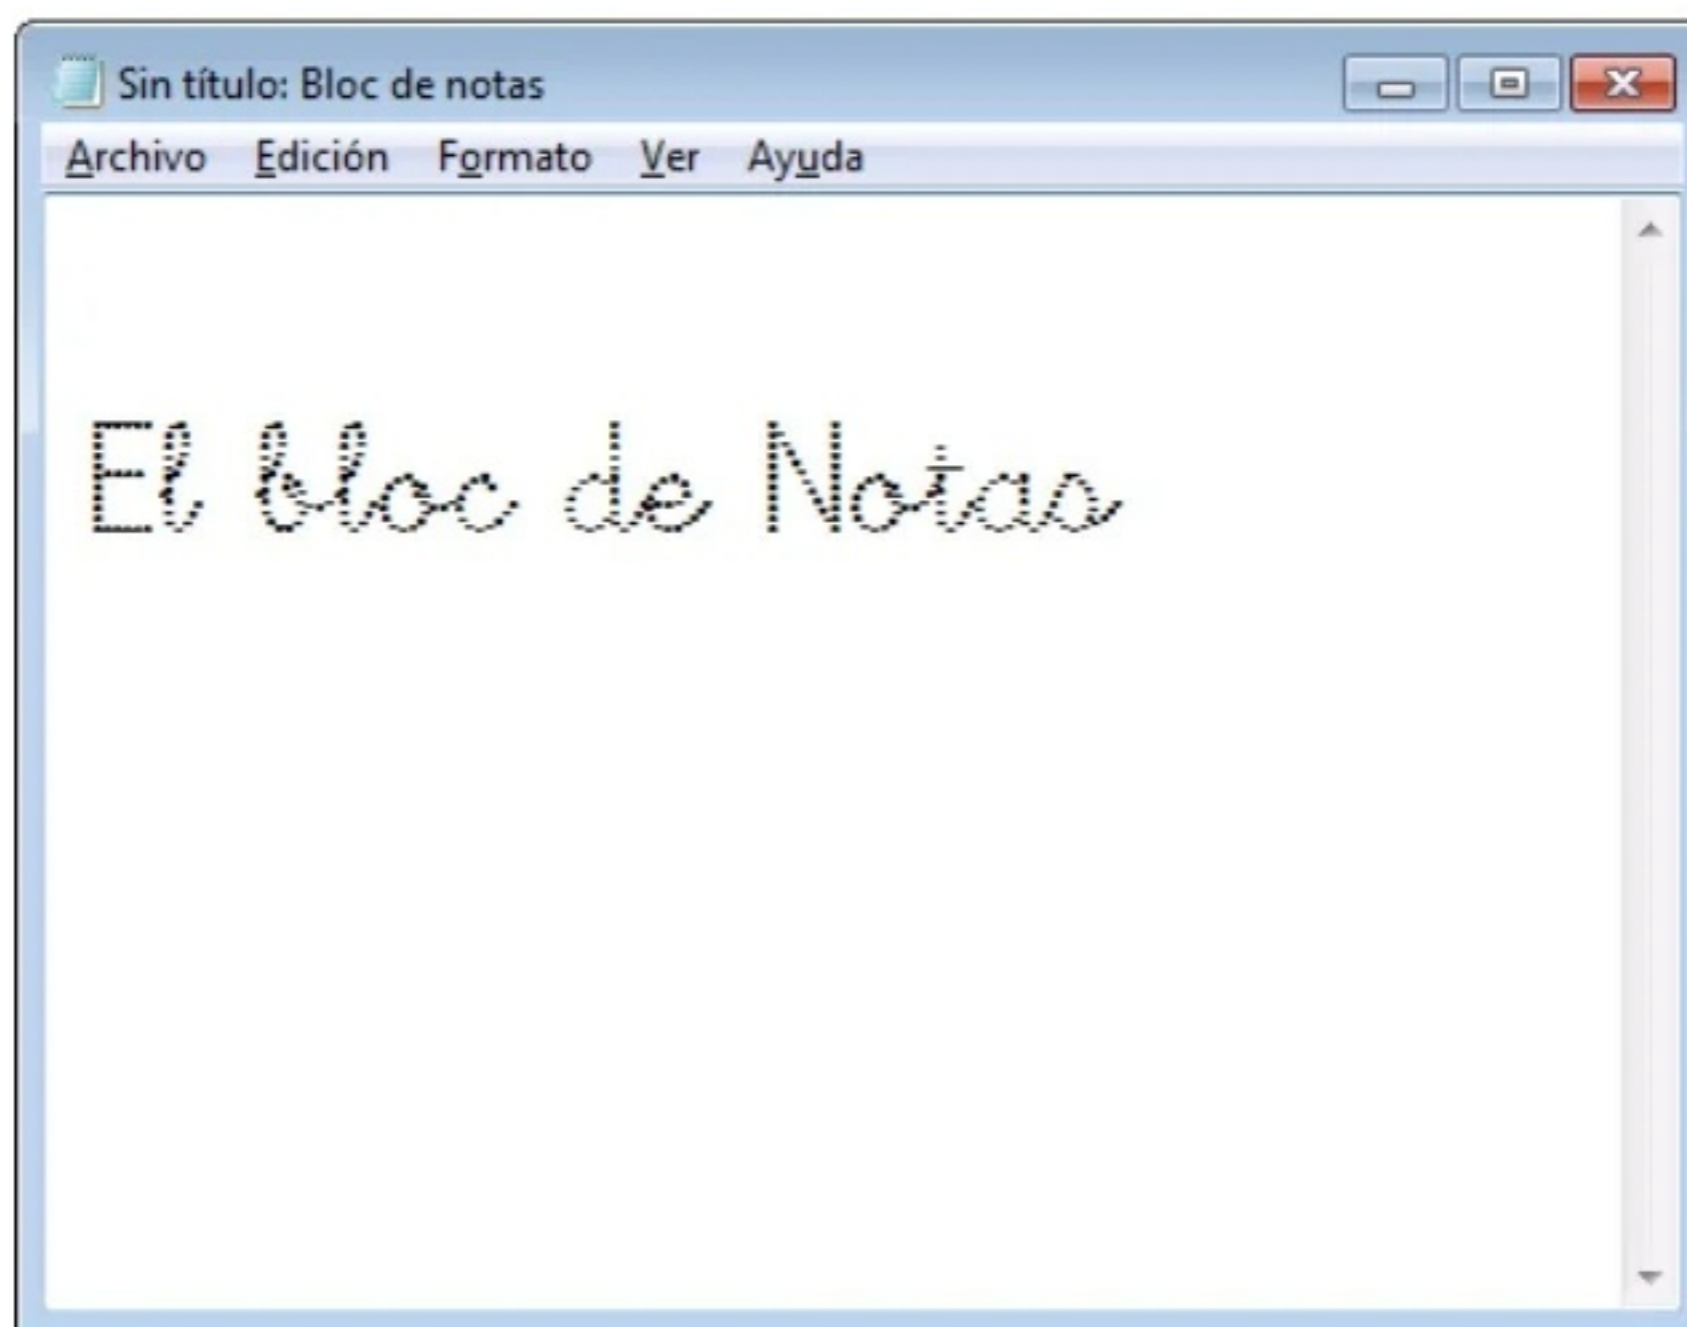 Sin título: Bloc de notas
Archivo Edición Formato Ver Ayuda
El bloc de Notas